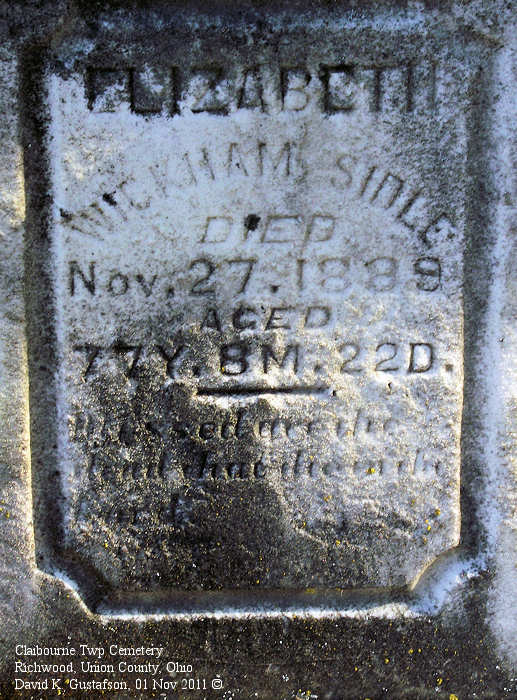 ELIZABETH
WICKHAM SIDLE
DIED
Nov. 27. 1889
AGED
77Y. 8M. 22D.
Blessed are the
dead that die in the
Lord
Claibourne Twp Cemetery
Richwood, Union County, Ohio
David K. Gustafson, 01 Nov 2011 ©